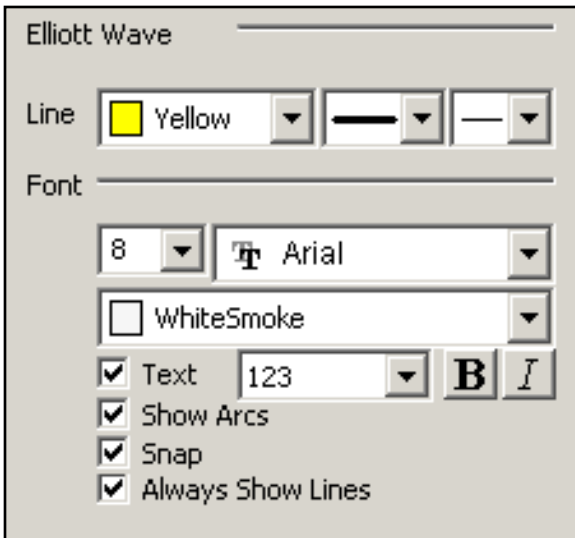 Elliott Wave
Line Yellow
Font
8 Arial
WhiteSmoke
Text 123 B I
Show Arcs
Snap
Always Show Lines